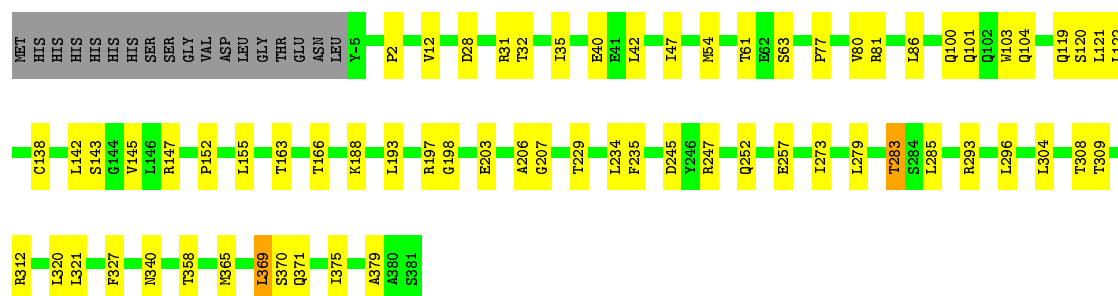 MET HIS HIS HIS HIS HIS HIS SER SER GLY VAL ASP LEU GLY THR GLU ASN LEU Y-5 P2 V12 D28 R31 T32 I35 E40 E41 L42 I47 M54 T61 E62 S63 P77 V80 R81 L86 Q100 Q101 Q102 W103 Q104 Q119 S120 L121 L122
C138 L142 S143 G144 V145 L146 R147 P152 L155 T163 T166 K188 L193 R197 G198 E203 A206 G207 T229 L234 F235 D245 Y246 R247 Q252 E257 I273 L279 T283 S284 L285 R293 L296 L304 T308 T309
R312 L320 L321 F327 N340 T358 M365 L369 S370 Q371 I375 A379 A380 S381